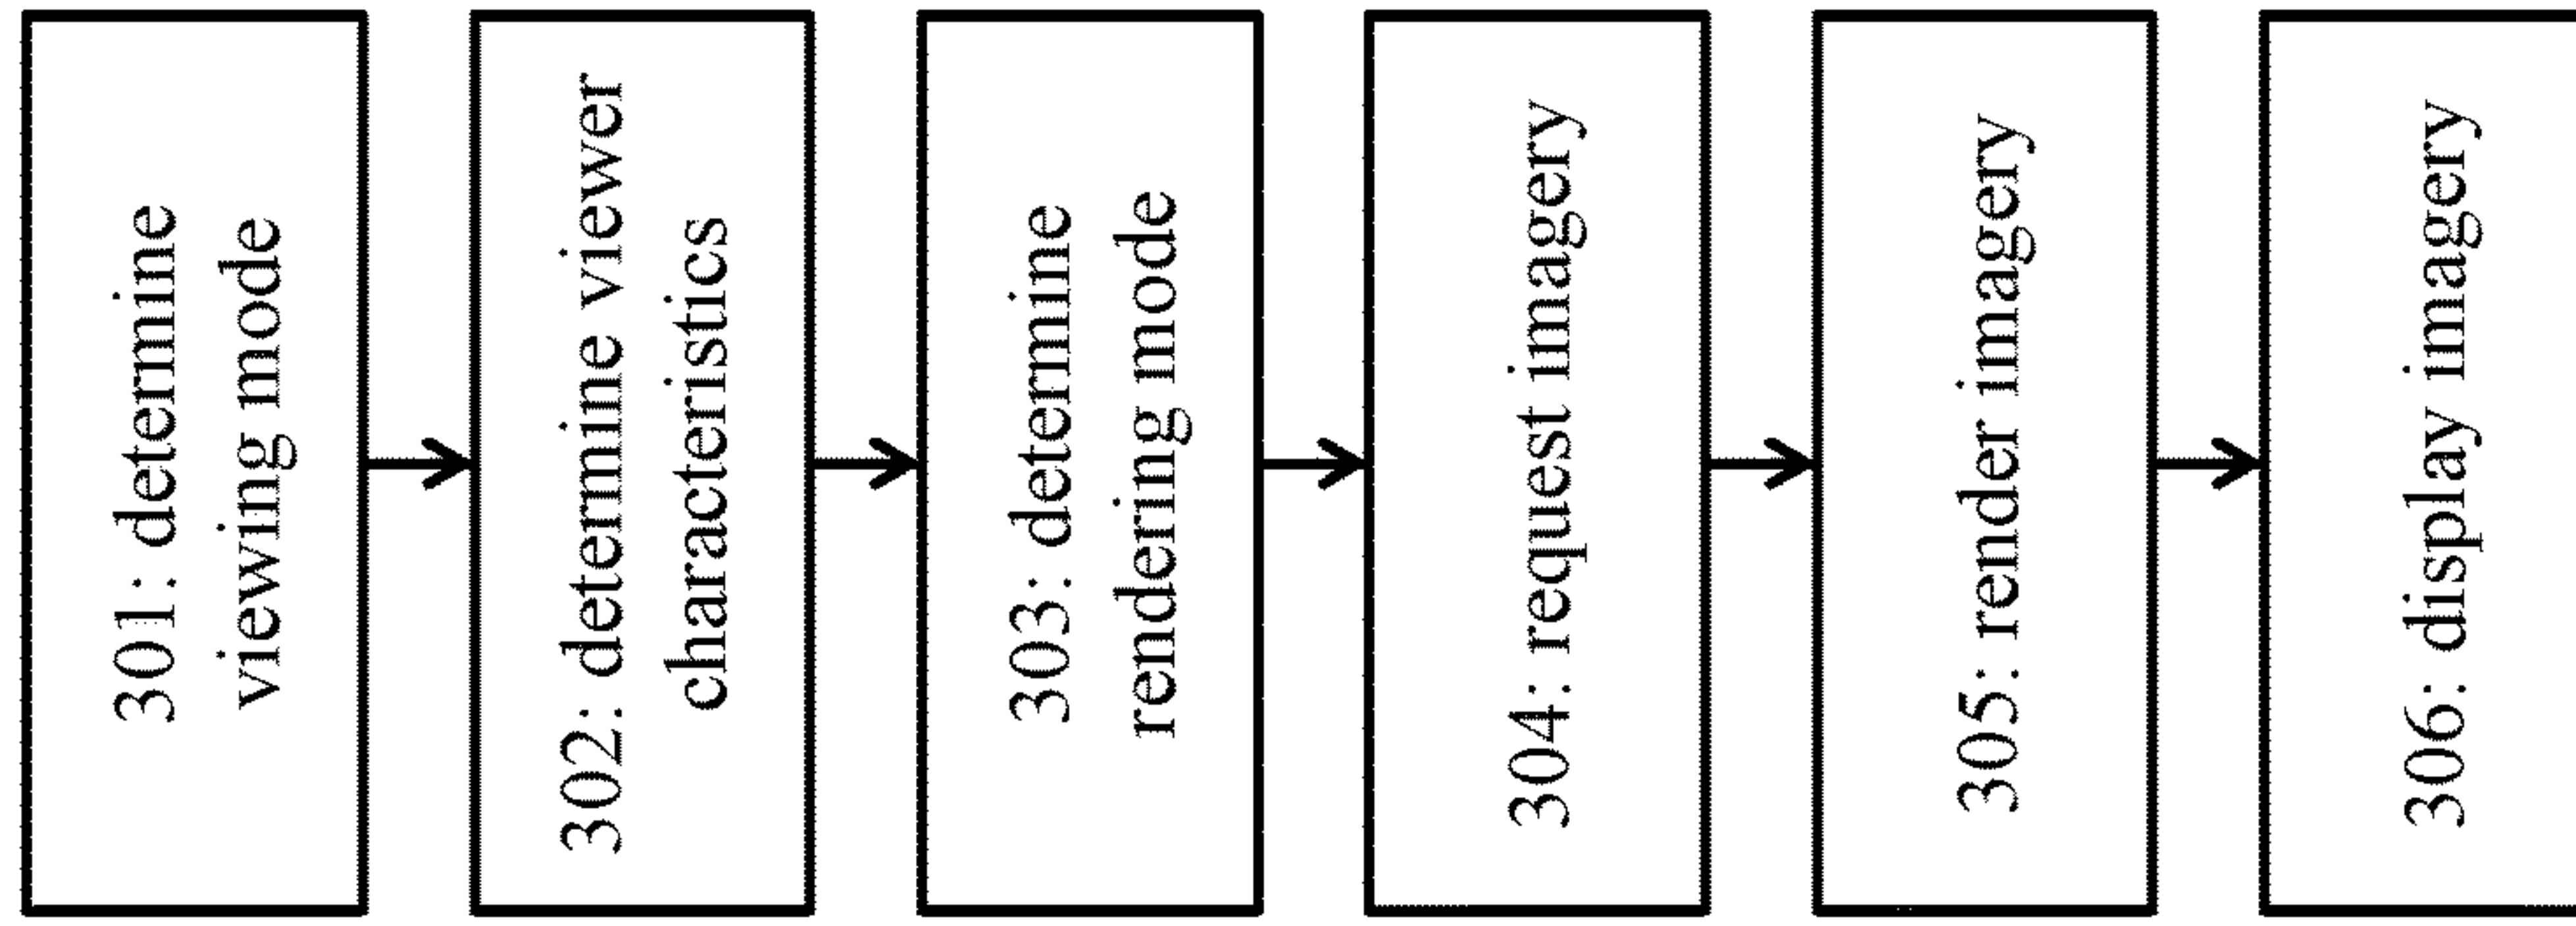 301: determine
viewing mode
302: determine viewer
characteristics
303: determine
rendering mode
304: request imagery
305: render imagery
306: display imagery